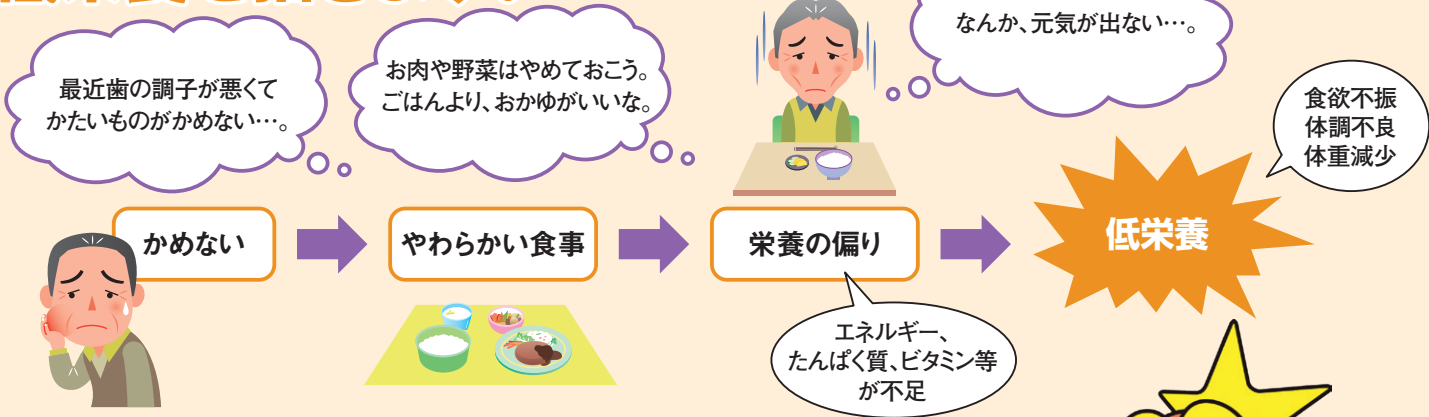 最近歯の調子が悪くて
かたいものがかめない…。
お肉や野菜はやめておこう。
ごはんより、おかゆがいいな。
なんか、元気が出ない…。
食欲不振
体調不良
体重減少
かめない
やわらかい食事
栄養の偏り
低栄養
エネルギー、
たんぱく質、ビタミン等
が不足